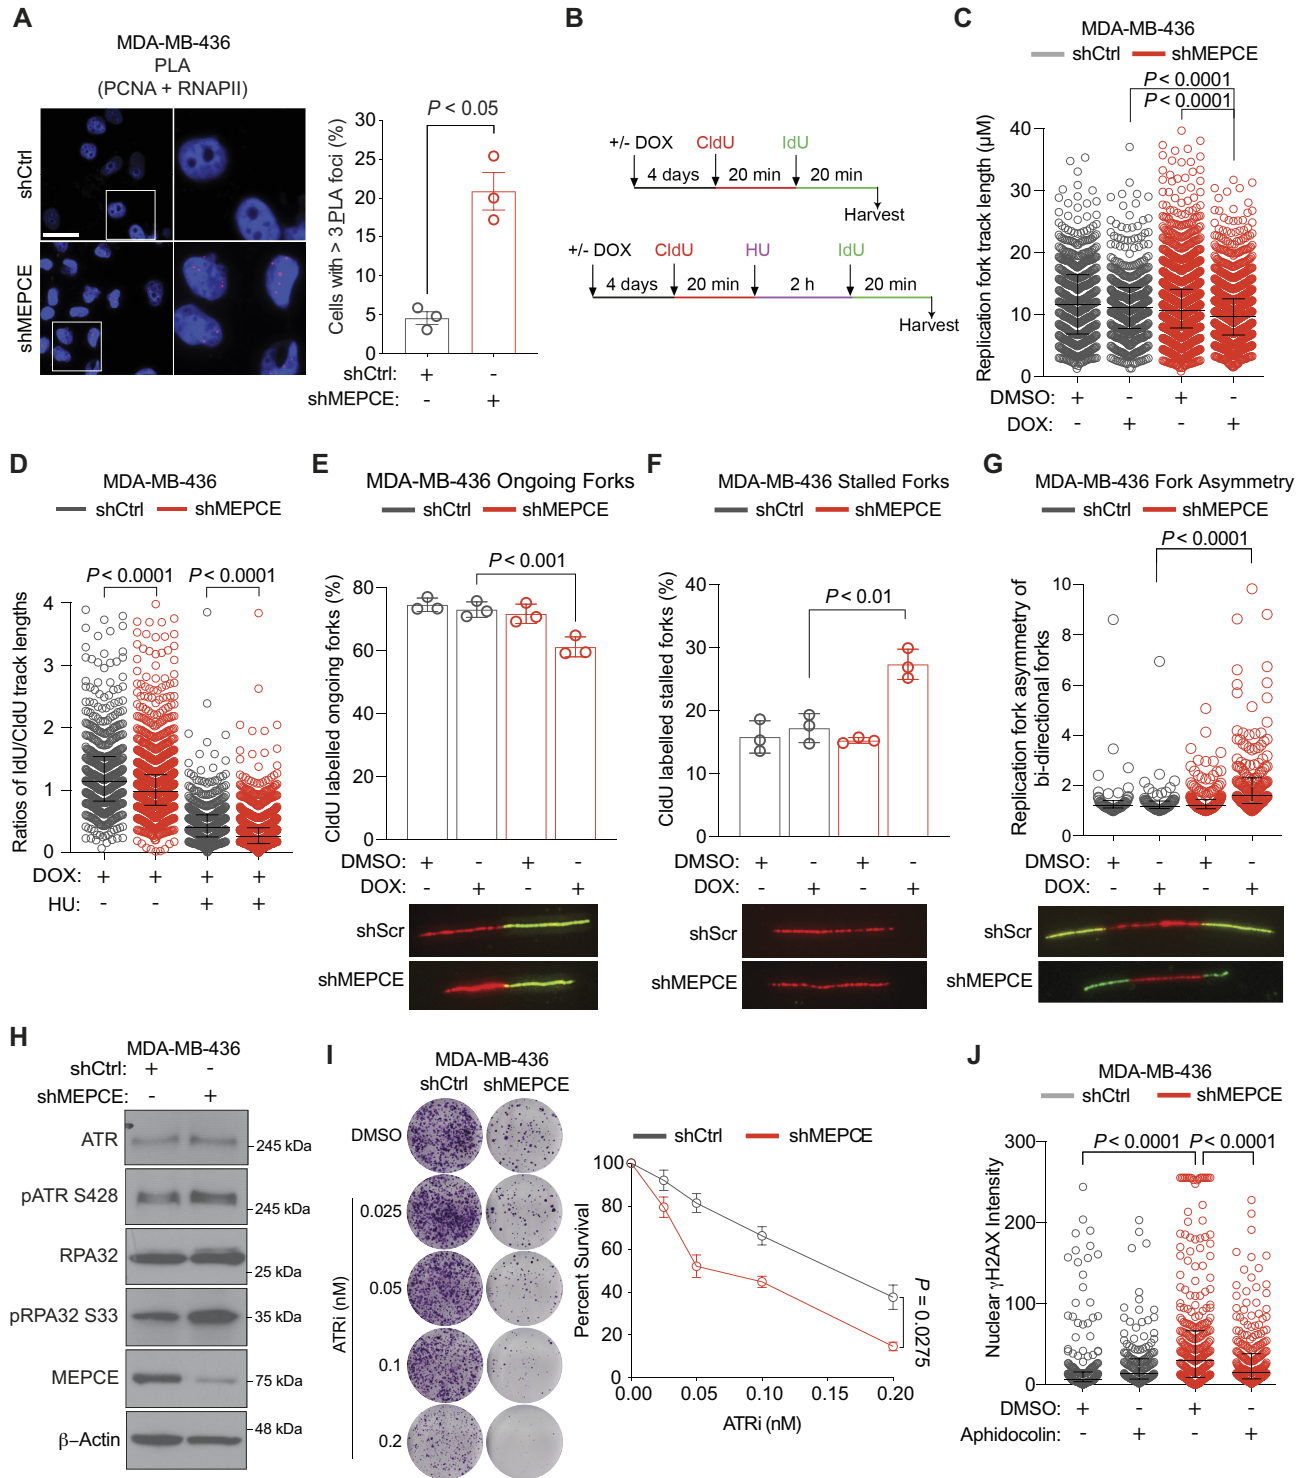 A
MDA-MB-436
PLA
(PCNA + RNAPII)
shCtrl
shMEPCE
Cells with > 3 PLA foci (%)
P < 0.05
30
25
20
15
10
5
0
shCtrl: + -
shMEPCE: - +
B
+/- DOX CldU IdU
4 days 20 min 20 min
Harvest
+/- DOX CldU HU IdU
4 days 20 min 2 h 20 min
Harvest
C
MDA-MB-436
shCtrl shMEPCE
P < 0.0001
P < 0.0001
Replication fork track length (µM)
40
30
20
10
0
DMSO: + - + -
DOX: - + - +
D
MDA-MB-436
shCtrl shMEPCE
P < 0.0001 P < 0.0001
Ratios of IdU/CldU track lengths
4
3
2
1
0
DOX: + + + +
HU: - - + +
E
MDA-MB-436 Ongoing Forks
shCtrl shMEPCE
P < 0.001
CldU labelled ongoing forks (%)
80
60
40
20
0
DMSO: + - + -
DOX: - + - +
shScr
shMEPCE
F
MDA-MB-436 Stalled Forks
shCtrl shMEPCE
P < 0.01
CldU labelled stalled forks (%)
40
30
20
10
0
DMSO: + - + -
DOX: - + - +
shScr
shMEPCE
G
MDA-MB-436 Fork Asymmetry
shCtrl shMEPCE
P < 0.0001
Replication fork asymmetry of
bi-directional forks
10
8
6
4
2
0
DMSO: + - + -
DOX: - + - +
shScr
shMEPCE
H
MDA-MB-436
shCtrl: + -
shMEPCE: - +
ATR 245 kDa
pATR S428 245 kDa
RPA32 25 kDa
pRPA32 S33 35 kDa
MEPCE 75 kDa
β-Actin 48 kDa
I
MDA-MB-436
shCtrl shMEPCE
DMSO
0.025
0.05
0.1
0.2
ATRi (nM)
shCtrl shMEPCE
Percent Survival
100
80
60
40
20
0
0.00 0.05 0.10 0.15 0.20
ATRi (nM)
P = 0.0275
J
MDA-MB-436
shCtrl shMEPCE
P < 0.0001 P < 0.0001
Nuclear γH2AX Intensity
300
200
100
0
DMSO: + - + -
Aphidocolin: - + - +